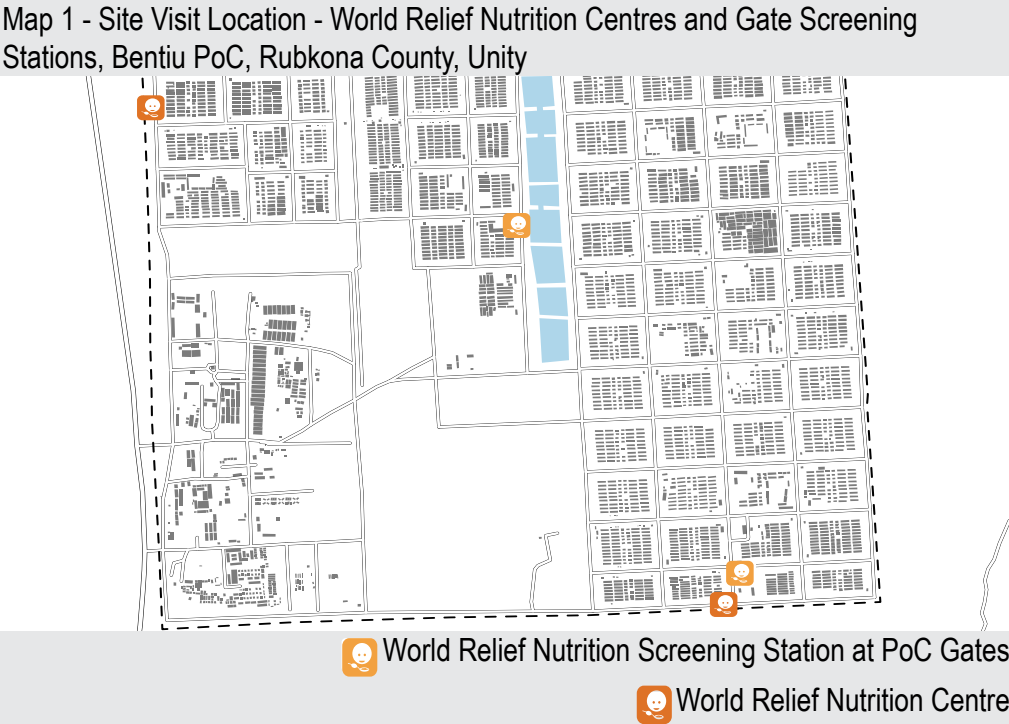 Map 1 - Site Visit Location - World Relief Nutrition Centres and Gate Screening
Stations, Bentiu PoC, Rubkona County, Unity
World Relief Nutrition Screening Station at PoC Gates
World Relief Nutrition Centre